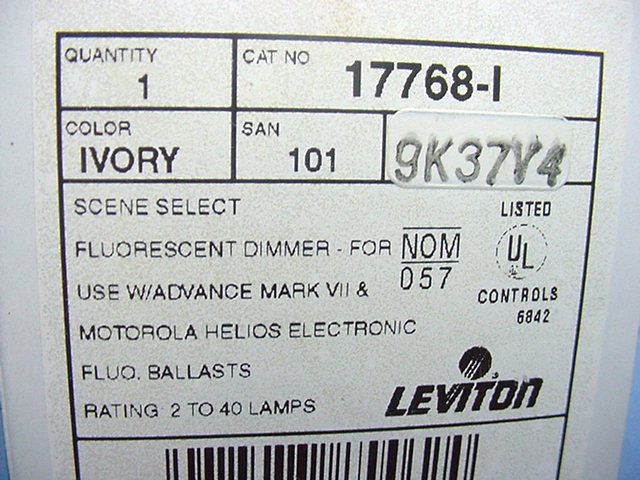 QUANTITY
1
CAT NO
17768-I
COLOR
IVORY
SAN
101
9K37V4
SCENE SELECT
FLUORESCENT DIMMER - FOR
USE W/ADVANCE MARK VII &
MOTOROLA HELIOS ELECTRONIC
FLUO. BALLASTS
RATING 2 TO 40 LAMPS
NOM
057
LISTED
UL
CONTROLS
6842
LEVITON